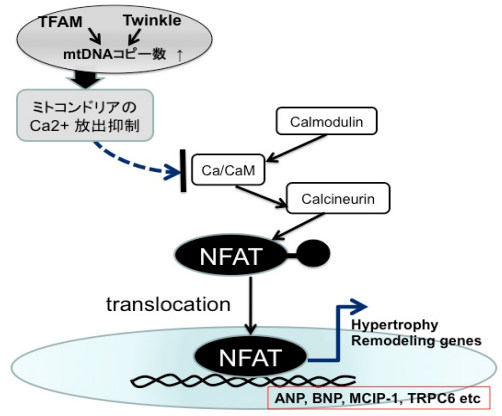 TFAM Twinkle
mtDNAコピー数 ↑
ミトコンドリアの
Ca2+ 放出抑制
Calmodulin
Ca/CaM
Calcineurin
NFAT
translocation
Hypertrophy
Remodeling genes
NFAT
ANP, BNP, MCIP-1, TRPC6 etc